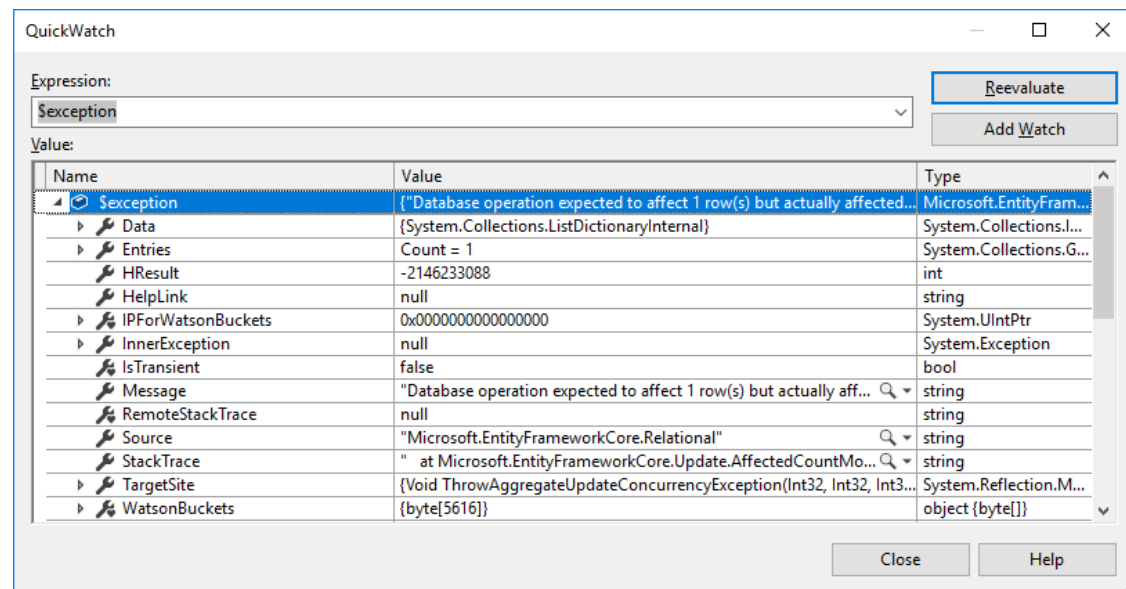 QuickWatch
Expression:
Reevaluate
$exception
Add Watch
Value:
Name Value Type
$exception {"Database operation expected to affect 1 row(s) but actually affected... Microsoft.EntityFram...
Data {System.Collections.ListDictionaryInternal} System.Collections.I...
Entries Count = 1 System.Collections.G...
HResult -2146233088 int
HelpLink null string
IPForWatsonBuckets 0x0000000000000000 System.UIntPtr
InnerException null System.Exception
IsTransient false bool
Message "Database operation expected to affect 1 row(s) but actually aff... string
RemoteStackTrace null string
Source "Microsoft.EntityFrameworkCore.Relational" string
StackTrace "   at Microsoft.EntityFrameworkCore.Update.AffectedCountMo... string
TargetSite {Void ThrowAggregateUpdateConcurrencyException(Int32, Int32, Int3... System.Reflection.M...
WatsonBuckets {byte[5616]} object {byte[]}
Close Help